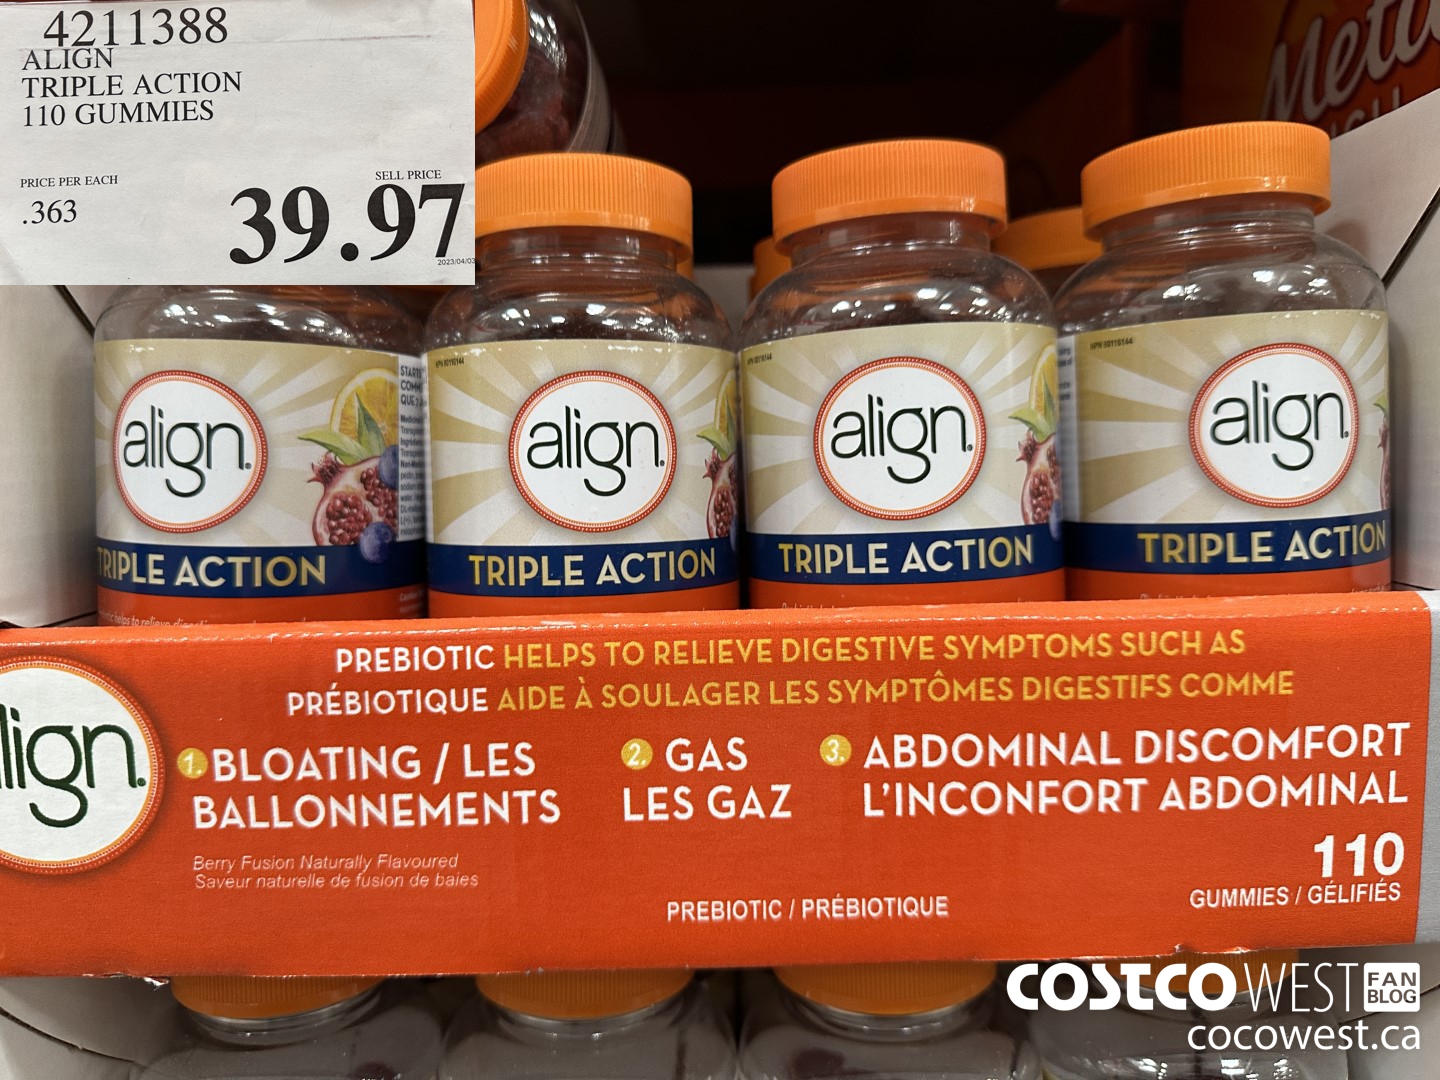 4211388
ALIGN
TRIPLE ACTION
110 GUMMIES
PRICE PER EACH
.363
SELL PRICE
39.97
2023/04/03
Meta
align.
TRIPLE ACTION
align.
TRIPLE ACTION
align.
TRIPLE ACTION
align.
TRIPLE ACTION
PREBIOTIC HELPS TO RELIEVE DIGESTIVE SYMPTOMS SUCH AS
PRÉBIOTIQUE AIDE À SOULAGER LES SYMPTÔMES DIGESTIFS COMME
lign.
1. BLOATING / LES
BALLONNEMENTS
2. GAS
LES GAZ
3. ABDOMINAL DISCOMFORT
L'INCONFORT ABDOMINAL
Berry Fusion Naturally Flavoured
Saveur naturelle de fusion de baies
110
GUMMIES / GÉLIFIÉS
PREBIOTIC / PRÉBIOTIQUE
COSTCO WEST FAN BLOG
cocowest.ca